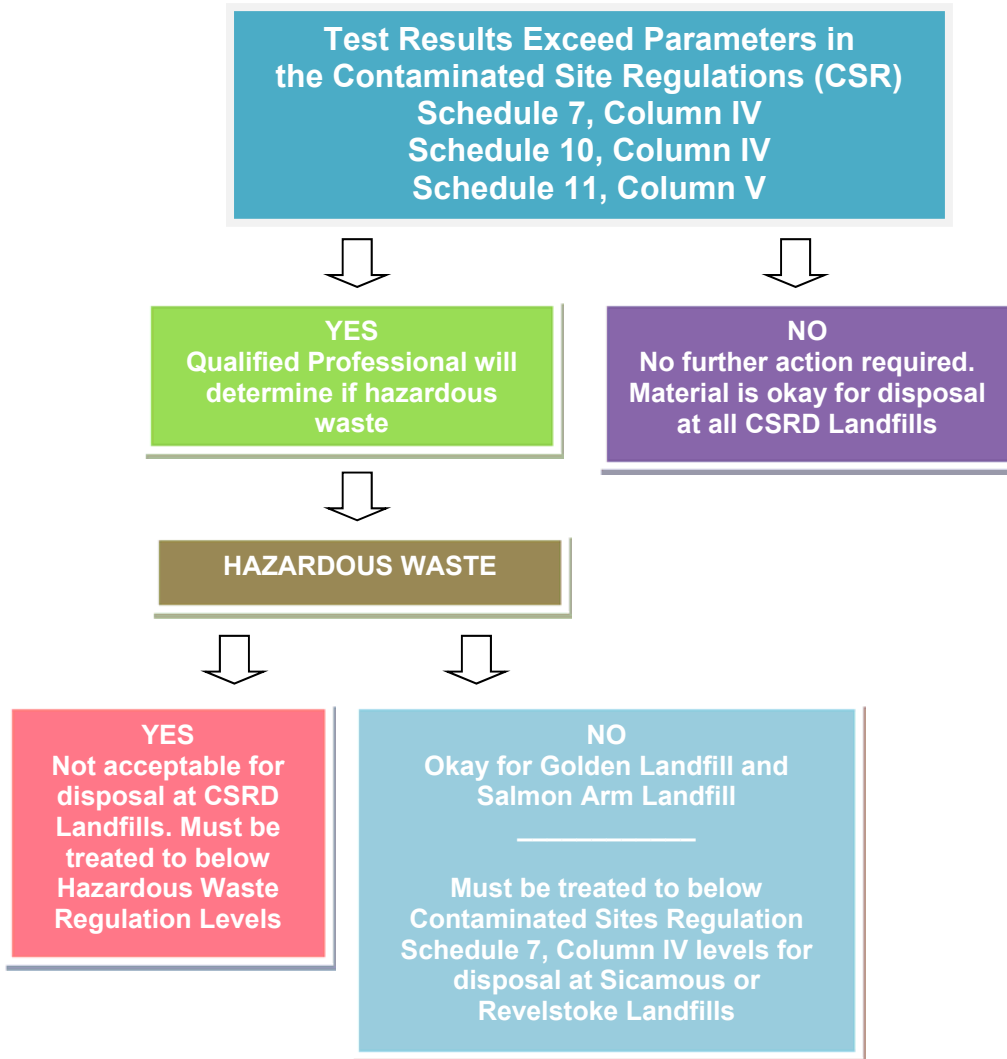 Test Results Exceed Parameters in
the Contaminated Site Regulations (CSR)
Schedule 7, Column IV
Schedule 10, Column IV
Schedule 11, Column V
YES
Qualified Professional will
determine if hazardous
waste
NO
No further action required.
Material is okay for disposal
at all CSRD Landfills
HAZARDOUS WASTE
YES
Not acceptable for
disposal at CSRD
Landfills. Must be
treated to below
Hazardous Waste
Regulation Levels
NO
Okay for Golden Landfill and
Salmon Arm Landfill
Must be treated to below
Contaminated Sites Regulation
Schedule 7, Column IV levels for
disposal at Sicamous or
Revelstoke Landfills